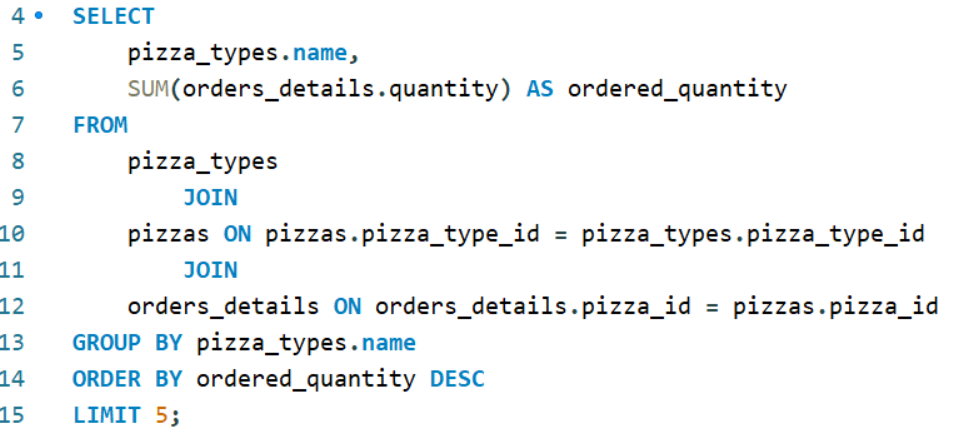 4 SELECT
5 pizza_types.name,
6 SUM(orders_details.quantity) AS ordered_quantity
7 FROM
8 pizza_types
9 JOIN
10 pizzas ON pizzas.pizza_type_id = pizza_types.pizza_type_id
11 JOIN
12 orders_details ON orders_details.pizza_id = pizzas.pizza_id
13 GROUP BY pizza_types.name
14 ORDER BY ordered_quantity DESC
15 LIMIT 5;